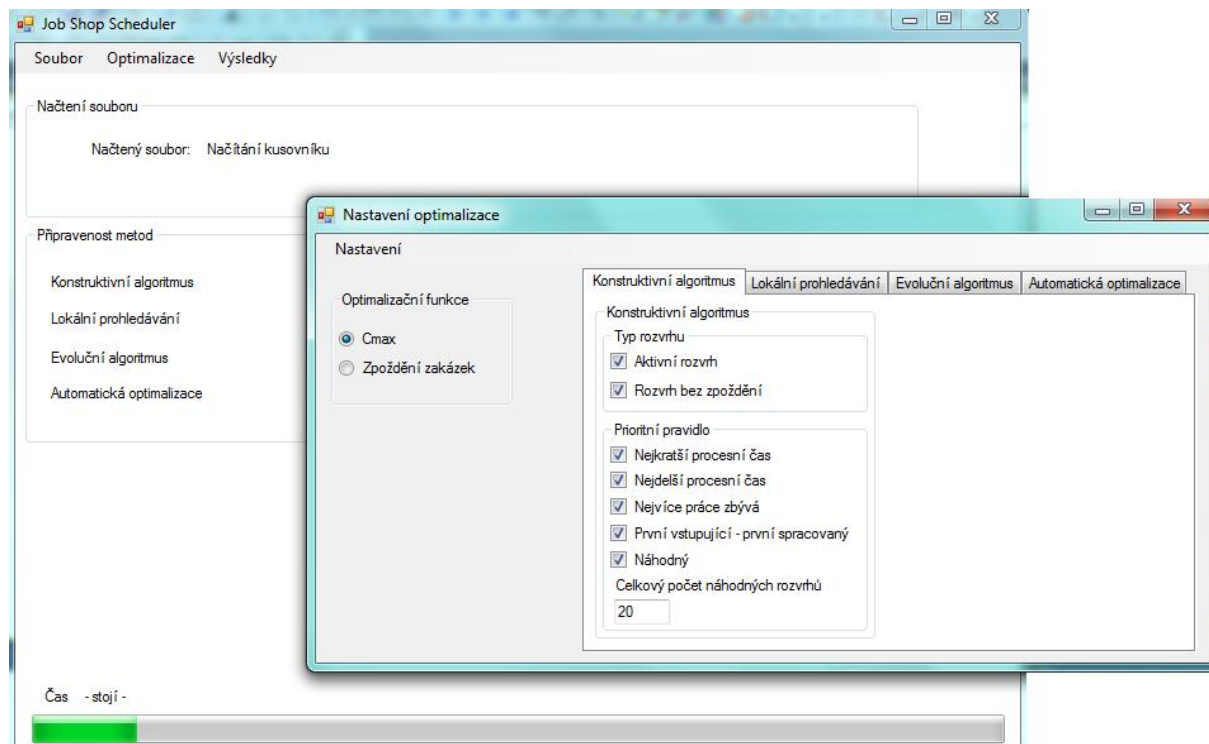 Job Shop Scheduler
Soubor Optimalizace Výsledky
Načtení souboru
Načtený soubor: Načítání kusovníku
Připravenost metod
Konstruktivní algoritmus
Lokální prohledávání
Evoluční algoritmus
Automatická optimalizace
Nastavení optimalizace
Nastavení
Optimalizační funkce
Cmax
Zpoždění zakázek
Konstruktivní algoritmus Lokální prohledávání Evoluční algoritmus Automatická optimalizace
Konstruktivní algoritmus
Typ rozvrhu
Aktivní rozvrh
Rozvrh bez zpoždění
Prioritní pravidlo
Nejkratší procesní čas
Nejdelší procesní čas
Nejvíce práce zbývá
První vstupující - první spracovaný
Náhodný
Celkový počet náhodných rozvrhů
20
Čas - stojí -